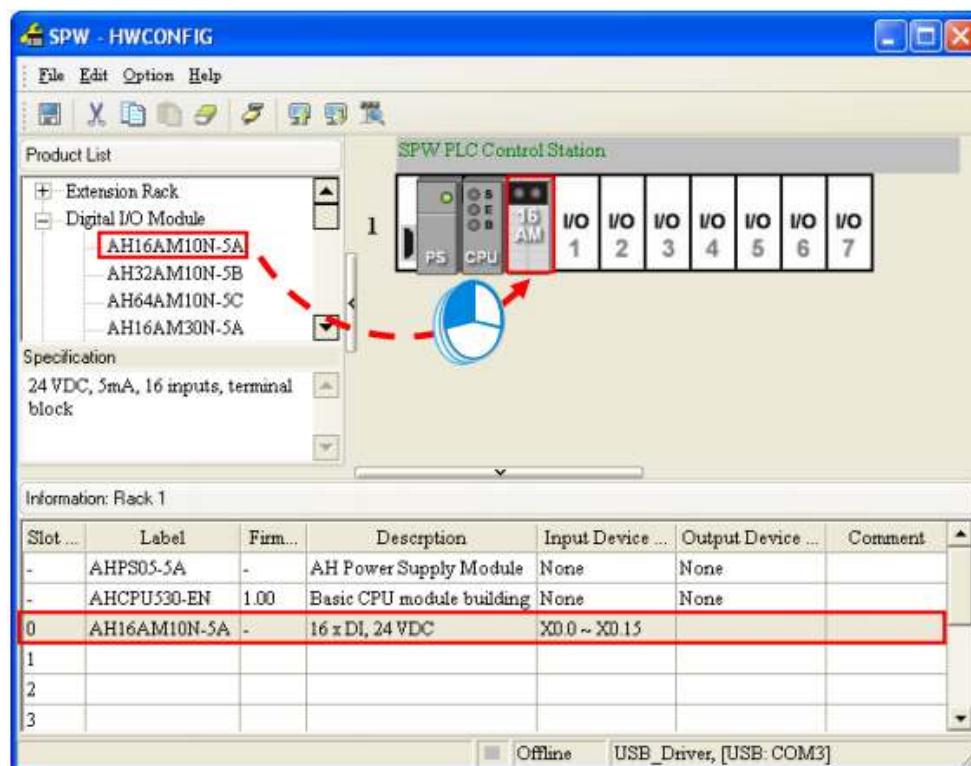 SPW - HWCONFIG
File Edit Option Help
Product List
Extension Rack
Digital I/O Module
AH16AM10N-5A
AH32AM10N-5B
AH64AM10N-5C
AH16AM30N-5A
Specification
24 VDC, 5mA, 16 inputs, terminal
block
SPW PLC Control Station
1
PS
S
E
B
CPU
16
AM
I/O I/O I/O I/O I/O I/O I/O
1 2 3 4 5 6 7
Information: Rack 1
Slot ... Label Firm... Descrption Input Device ... Output Device ... Comment
- AHPS05-5A - AH Power Supply Module None None
- AHCPU530-EN 1.00 Basic CPU module building None None
0 AH16AM10N-5A - 16 x DI, 24 VDC X0.0 ~ X0.15
1
2
3
Offline USB_Driver, [USB: COM3]